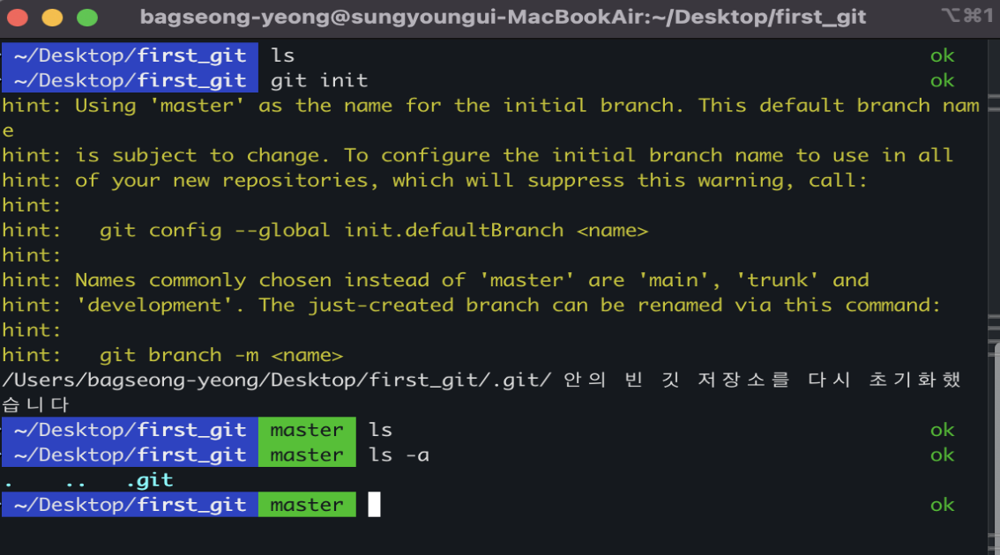 bagseong-yeong@sungyoungui-MacBookAir:~/Desktop/first_git ⌥⌘1
~/Desktop/first_git ls ok
~/Desktop/first_git git init ok
hint: Using 'master' as the name for the initial branch. This default branch nam
e
hint: is subject to change. To configure the initial branch name to use in all
hint: of your new repositories, which will suppress this warning, call:
hint:
hint:   git config --global init.defaultBranch <name>
hint:
hint: Names commonly chosen instead of 'master' are 'main', 'trunk' and
hint: 'development'. The just-created branch can be renamed via this command:
hint:
hint:   git branch -m <name>
/Users/bagseong-yeong/Desktop/first_git/.git/ 안의 빈 깃 저장소를 다시 초기화했
습니다
~/Desktop/first_git master ls ok
~/Desktop/first_git master ls -a ok
. .. .git
~/Desktop/first_git master ok